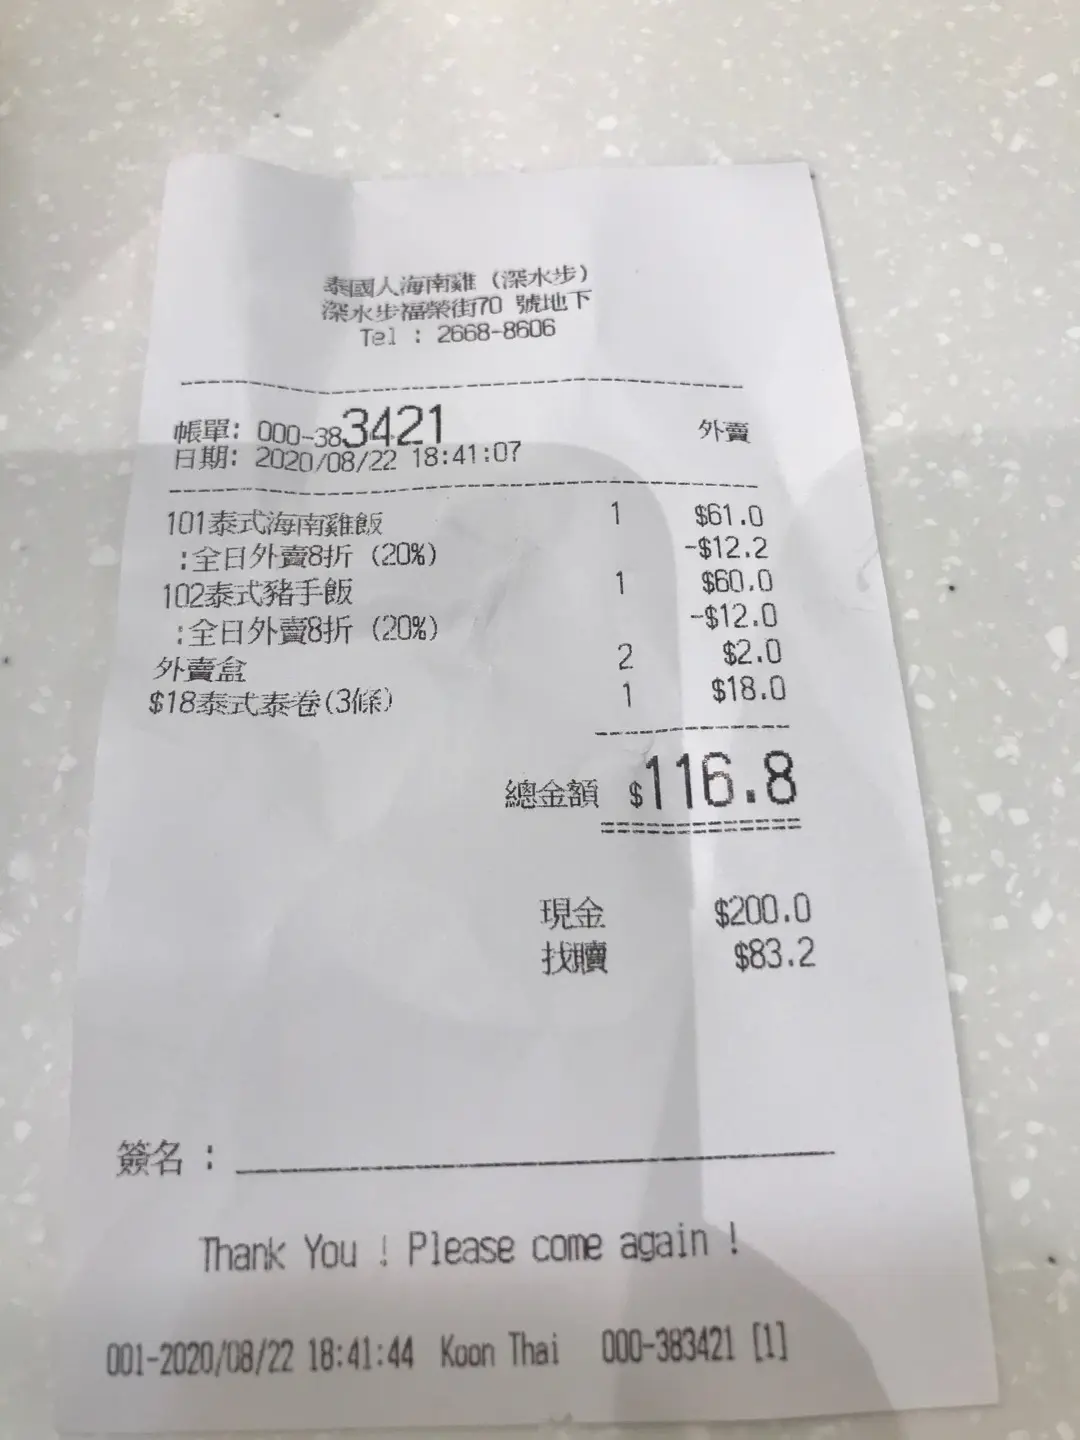 泰國人海南雞 (深水步)
深水步福榮街70 號地下
Tel : 2668-8606
帳單: 000-383421 外賣
日期: 2020/08/22 18:41:07
101泰式海南雞飯 1 $61.0
:全日外賣8折 (20%) -$12.2
102泰式豬手飯 1 $60.0
:全日外賣8折 (20%) -$12.0
外賣盒 2 $2.0
$18泰式泰卷(3條) 1 $18.0
總金額 $116.8
現金 $200.0
找贖 $83.2
簽名 :
Thank You ! Please come again !
001-2020/08/22 18:41:44 Koon Thai 000-383421 [1]